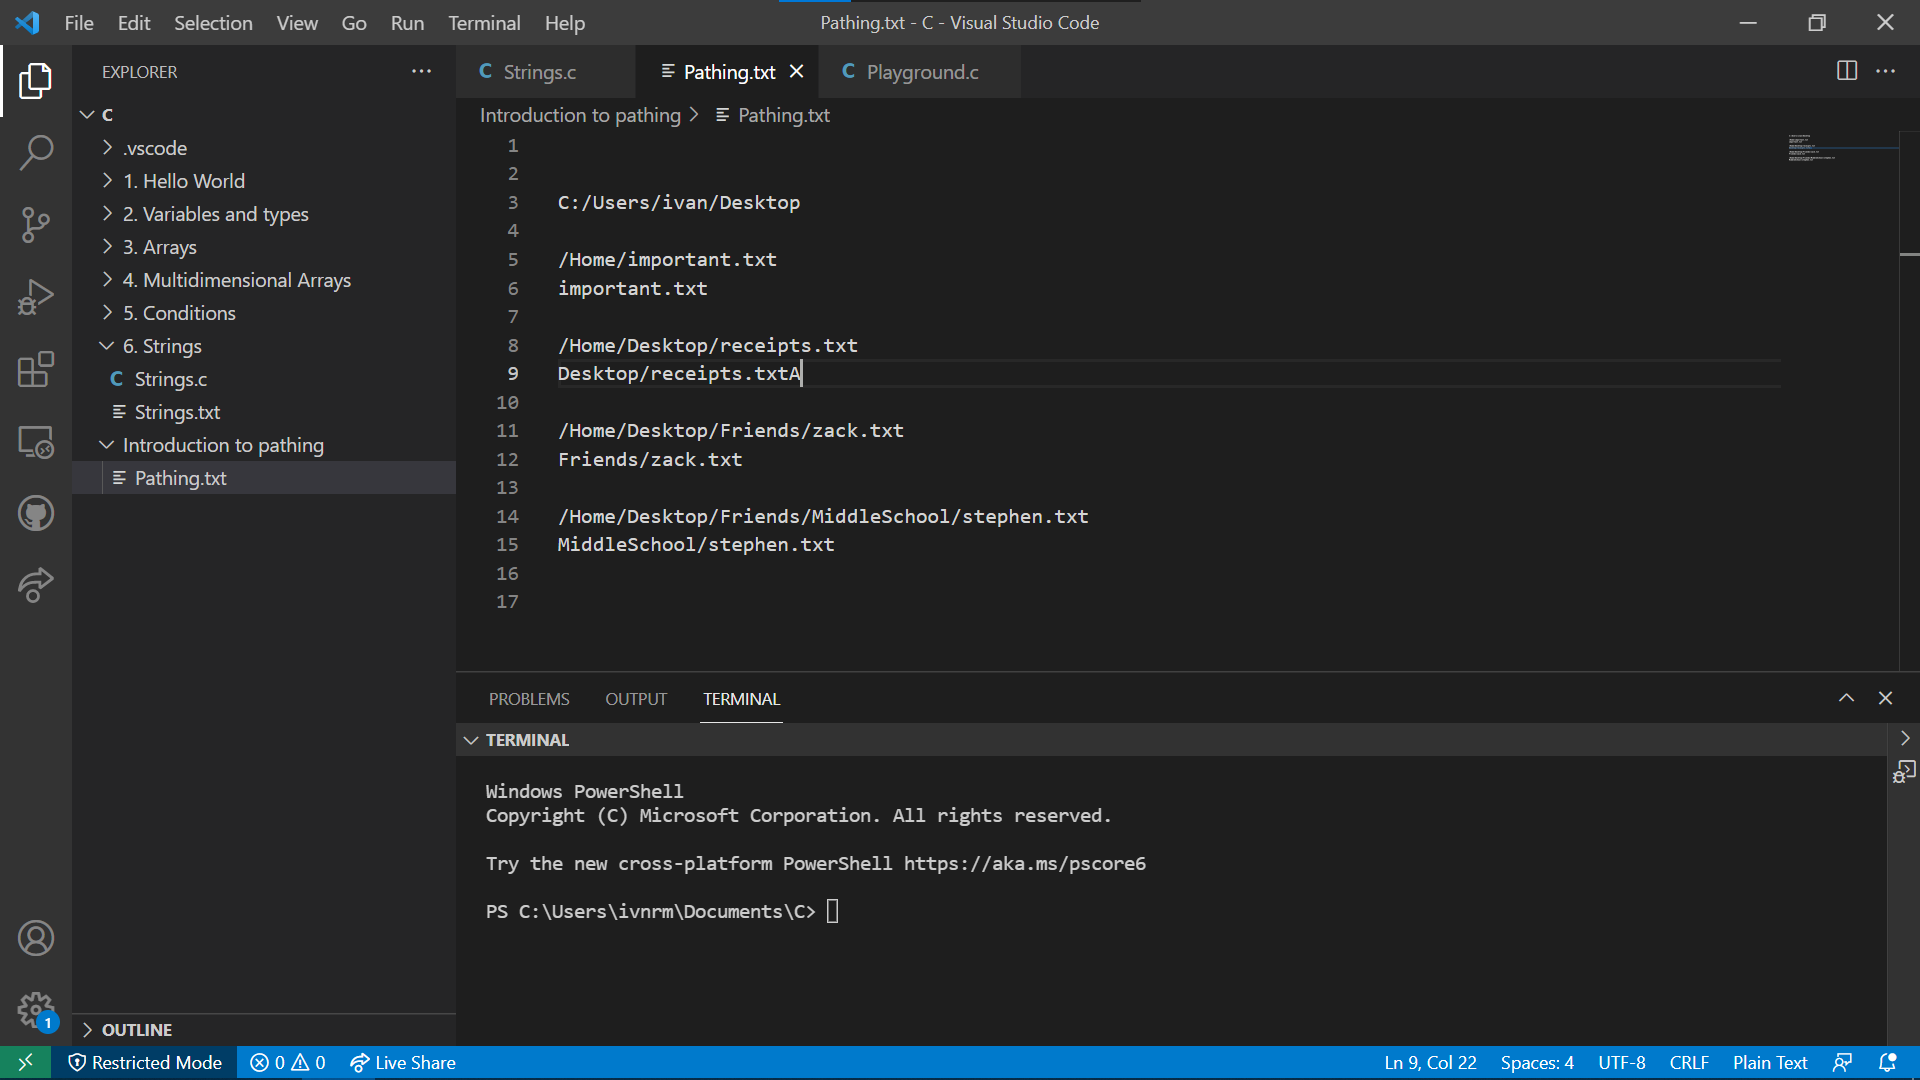 File Edit Selection View Go Run Terminal Help
Pathing.txt - C - Visual Studio Code
EXPLORER
C
.vscode
1. Hello World
2. Variables and types
3. Arrays
4. Multidimensional Arrays
5. Conditions
6. Strings
C Strings.c
Strings.txt
Introduction to pathing
Pathing.txt
OUTLINE
C Strings.c
Pathing.txt
C Playground.c
Introduction to pathing > Pathing.txt
1
2
3 C:/Users/ivan/Desktop
4
5 /Home/important.txt
6 important.txt
7
8 /Home/Desktop/receipts.txt
9 Desktop/receipts.txtA
10
11 /Home/Desktop/Friends/zack.txt
12 Friends/zack.txt
13
14 /Home/Desktop/Friends/MiddleSchool/stephen.txt
15 MiddleSchool/stephen.txt
16
17
PROBLEMS OUTPUT TERMINAL
TERMINAL
Windows PowerShell
Copyright (C) Microsoft Corporation. All rights reserved.
Try the new cross-platform PowerShell https://aka.ms/pscore6
PS C:\Users\ivnrm\Documents\C>
1
Restricted Mode 0 0 Live Share
Ln 9, Col 22 Spaces: 4 UTF-8 CRLF Plain Text